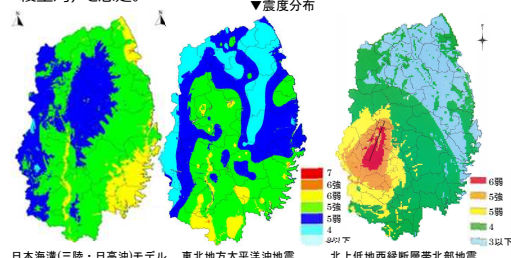 ▼震度分布
7
6強
6弱
5強
5弱
4
3以下
6弱
5強
5弱
4
3以下
日本海溝(三陸・日高沖)モデル 東北地方太平洋沖地震 北上低地西縁断層帯北部地震